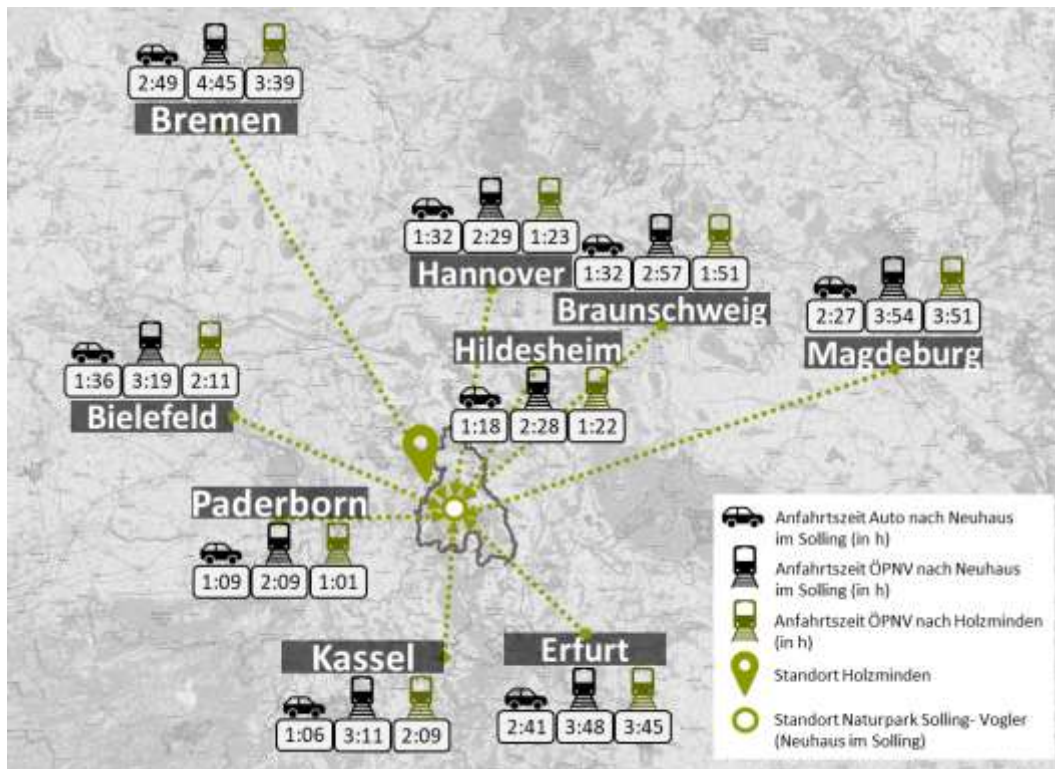 2:49 4:45 3:39
Bremen
1:32 2:29 1:23
Hannover
1:32 2:57 1:51
Braunschweig
2:27 3:54 3:51
Magdeburg
Hildesheim
1:18 2:28 1:22
1:36 3:19 2:11
Bielefeld
Paderborn
1:09 2:09 1:01
Kassel
1:06 3:11 2:09
Erfurt
2:41 3:48 3:45
Anfahrtszeit Auto nach Neuhaus
im Solling (in h)
Anfahrtszeit ÖPNV nach Neuhaus
im Solling (in h)
Anfahrtszeit ÖPNV nach Holzminden
(in h)
Standort Holzminden
Standort Naturpark Solling- Vogler
(Neuhaus im Solling)